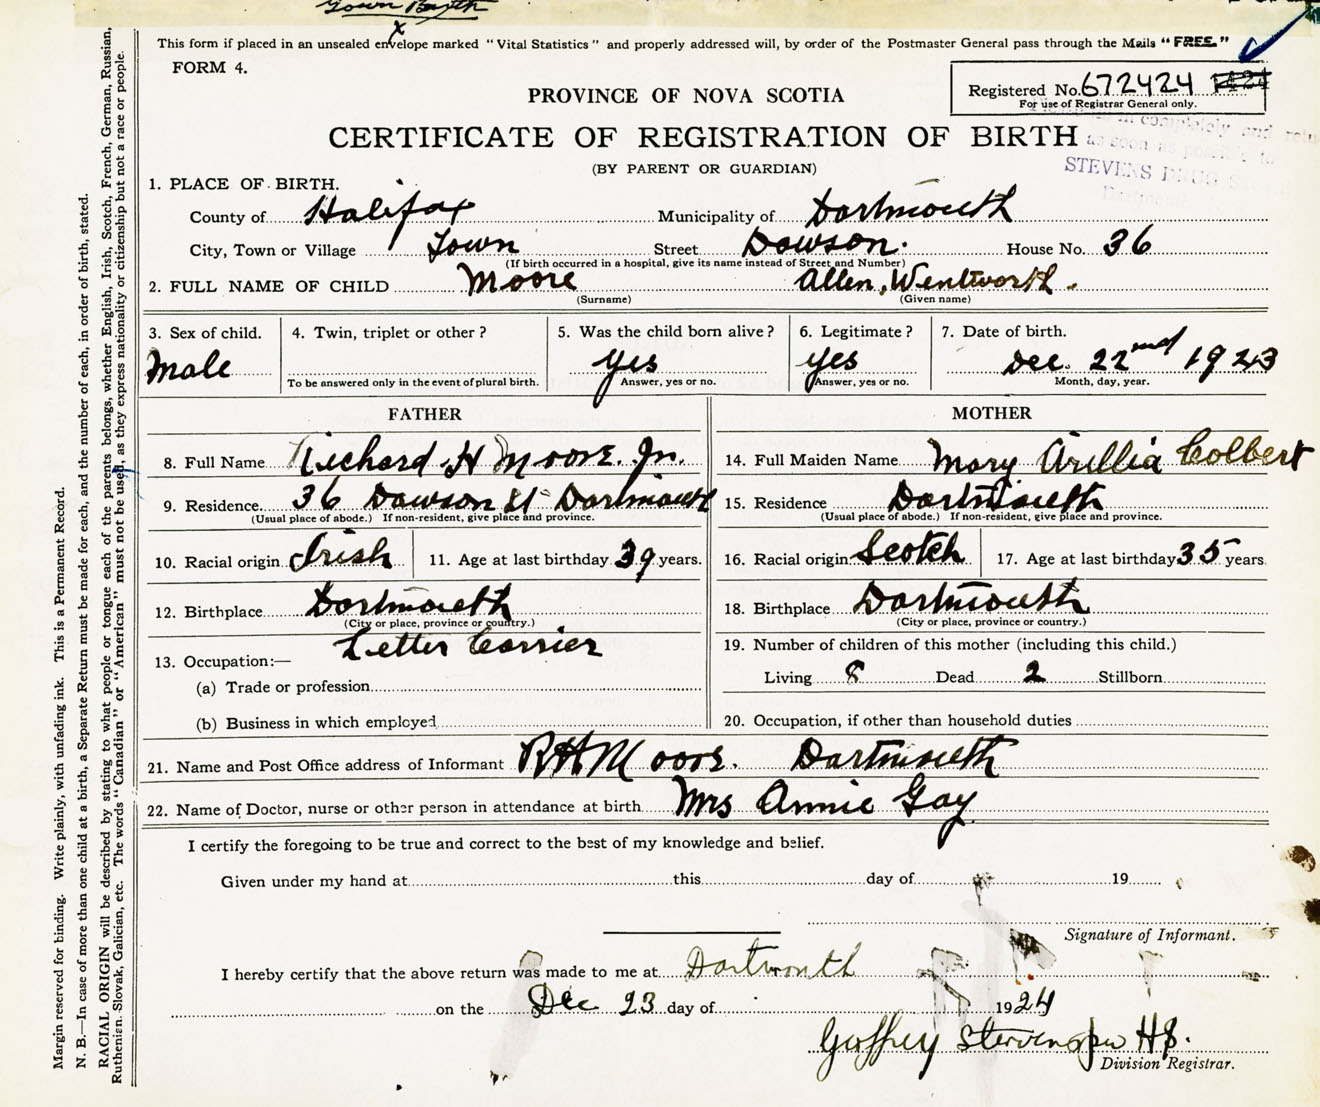 Town Birth
This form if placed in an unsealed envelope marked "Vital Statistics" and properly addressed will, by order of the Postmaster General pass through the Mails "FREE."
FORM 4.
Registered No. 672424
For use of Registrar General only.
PROVINCE OF NOVA SCOTIA
CERTIFICATE OF REGISTRATION OF BIRTH
in completely and
as soon as possible to
STEVENS DRUG
(BY PARENT OR GUARDIAN)
1. PLACE OF BIRTH.
County of Halifax Municipality of Dartmouth
City, Town or Village Town Street Dawson. House No. 36
(If birth occurred in a hospital, give its name instead of Street and Number)
2. FULL NAME OF CHILD Moore Allen, Wentworth.
(Surname) (Given name)
3. Sex of child. 4. Twin, triplet or other? 5. Was the child born alive? 6. Legitimate? 7. Date of birth.
Male yes yes Dec. 22nd 1923
To be answered only in the event of plural birth. Answer, yes or no. Answer, yes or no. Month, day, year.
FATHER MOTHER
8. Full Name Richard H Moore. Jr. 14. Full Maiden Name Mary Arillia Colbert
9. Residence 36 Dawson St Dartmouth 15. Residence Dartmouth
(Usual place of abode.) If non-resident, give place and province. (Usual place of abode.) If non-resident, give place and province.
10. Racial origin Irish 11. Age at last birthday 39 years. 16. Racial origin Scotch 17. Age at last birthday 35 years
12. Birthplace Dartmouth 18. Birthplace Dartmouth
(City or place, province or country.) (City or place, province or country.)
Letter Carrier
13. Occupation:—
19. Number of children of this mother (including this child.)
(a) Trade or profession
Living 8 Dead 2 Stillborn
(b) Business in which employed 20. Occupation, if other than household duties
21. Name and Post Office address of Informant R H Moore. Dartmouth
22. Name of Doctor, nurse or other person in attendance at birth Mrs Annie Gay
I certify the foregoing to be true and correct to the best of my knowledge and belief.
Given under my hand at this day of 19
Signature of Informant.
I hereby certify that the above return was made to me at Dartmouth
on the Dec 23 day of 1924
Geoffrey Stevens
Division Registrar.
Margin reserved for binding. Write plainly, with unfading ink. This is a Permanent Record.
N. B.—In case of more than one child at a birth, a Separate Return must be made for each, and the number of each, in order of birth, stated.
RACIAL ORIGIN will be described by stating to what people or tongue each of the parents belongs, whether English, Irish, Scotch, French, German, Russian,
Ruthenian, Slovak, Galician, etc. The words "Canadian" or "American" must not be used, as they express nationality or citizenship but not a race or people.